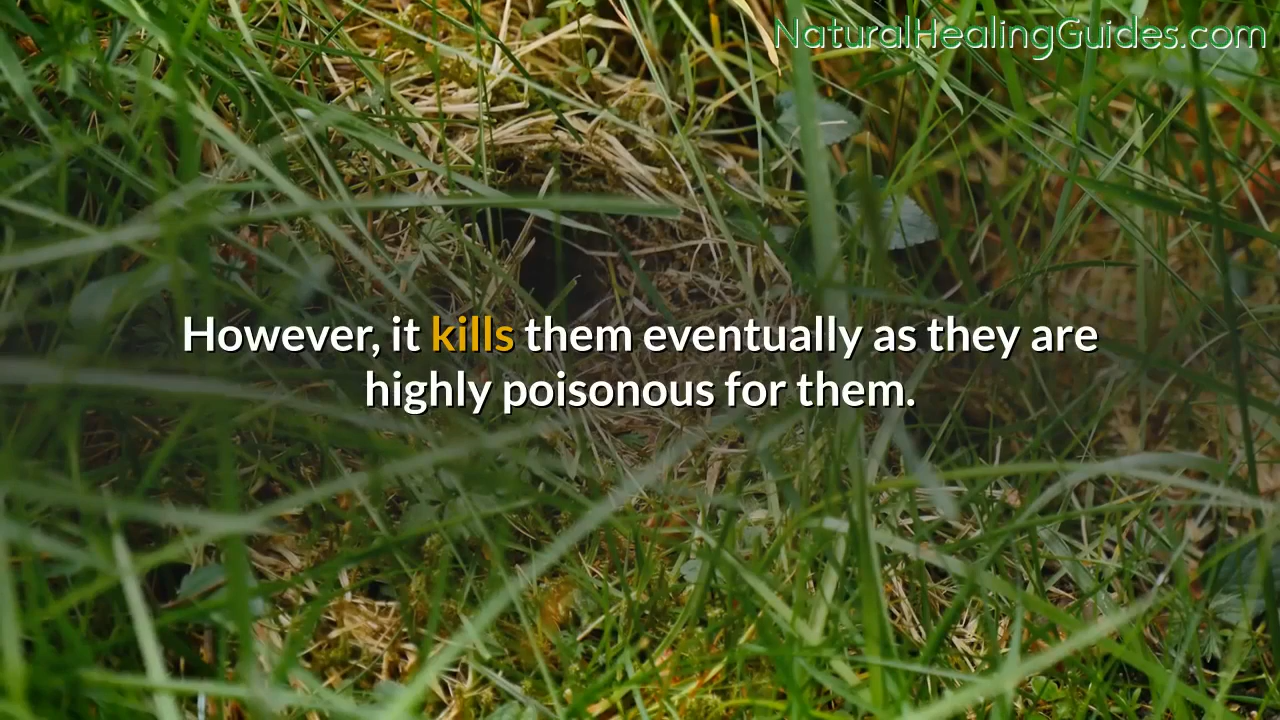 NaturalHealingGuides.com
However, it kills them eventually as they are
highly poisonous for them.